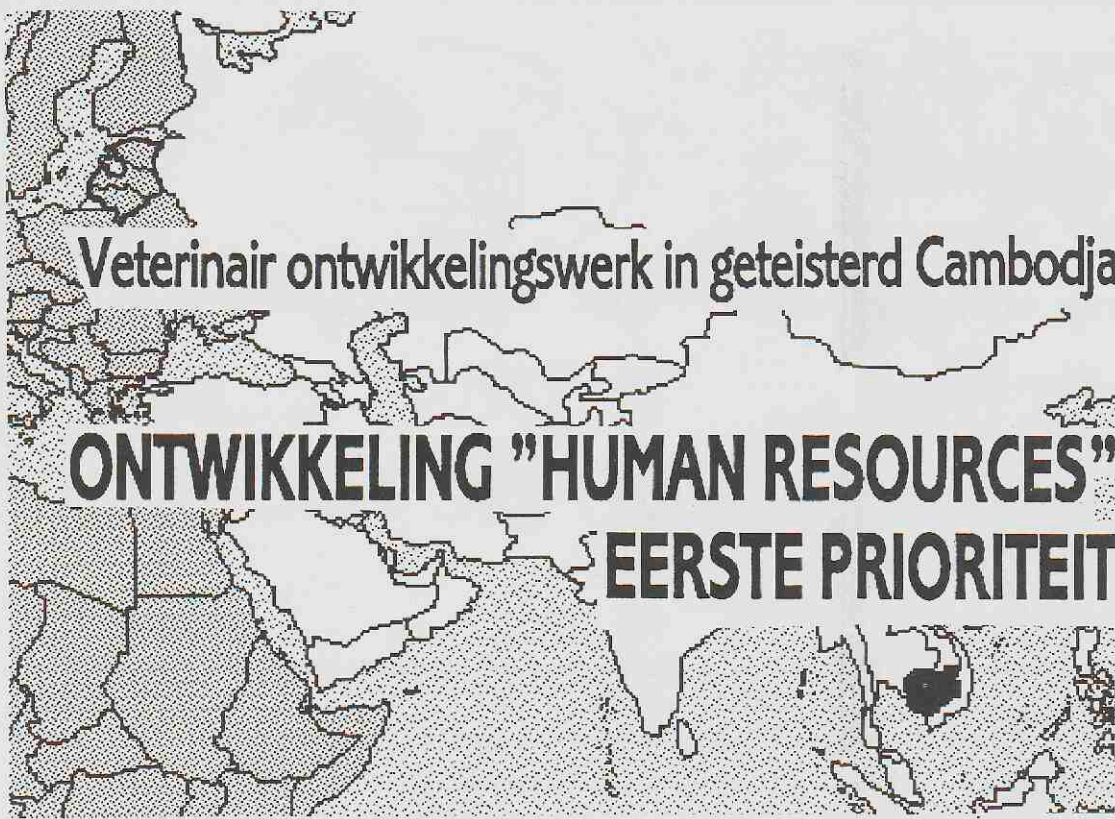 Veterinair ontwikkelingswerk in geteisterd Cambodja
ONTWIKKELING ”HUMAN RESOURCES”
EERSTE PRIORITEIT